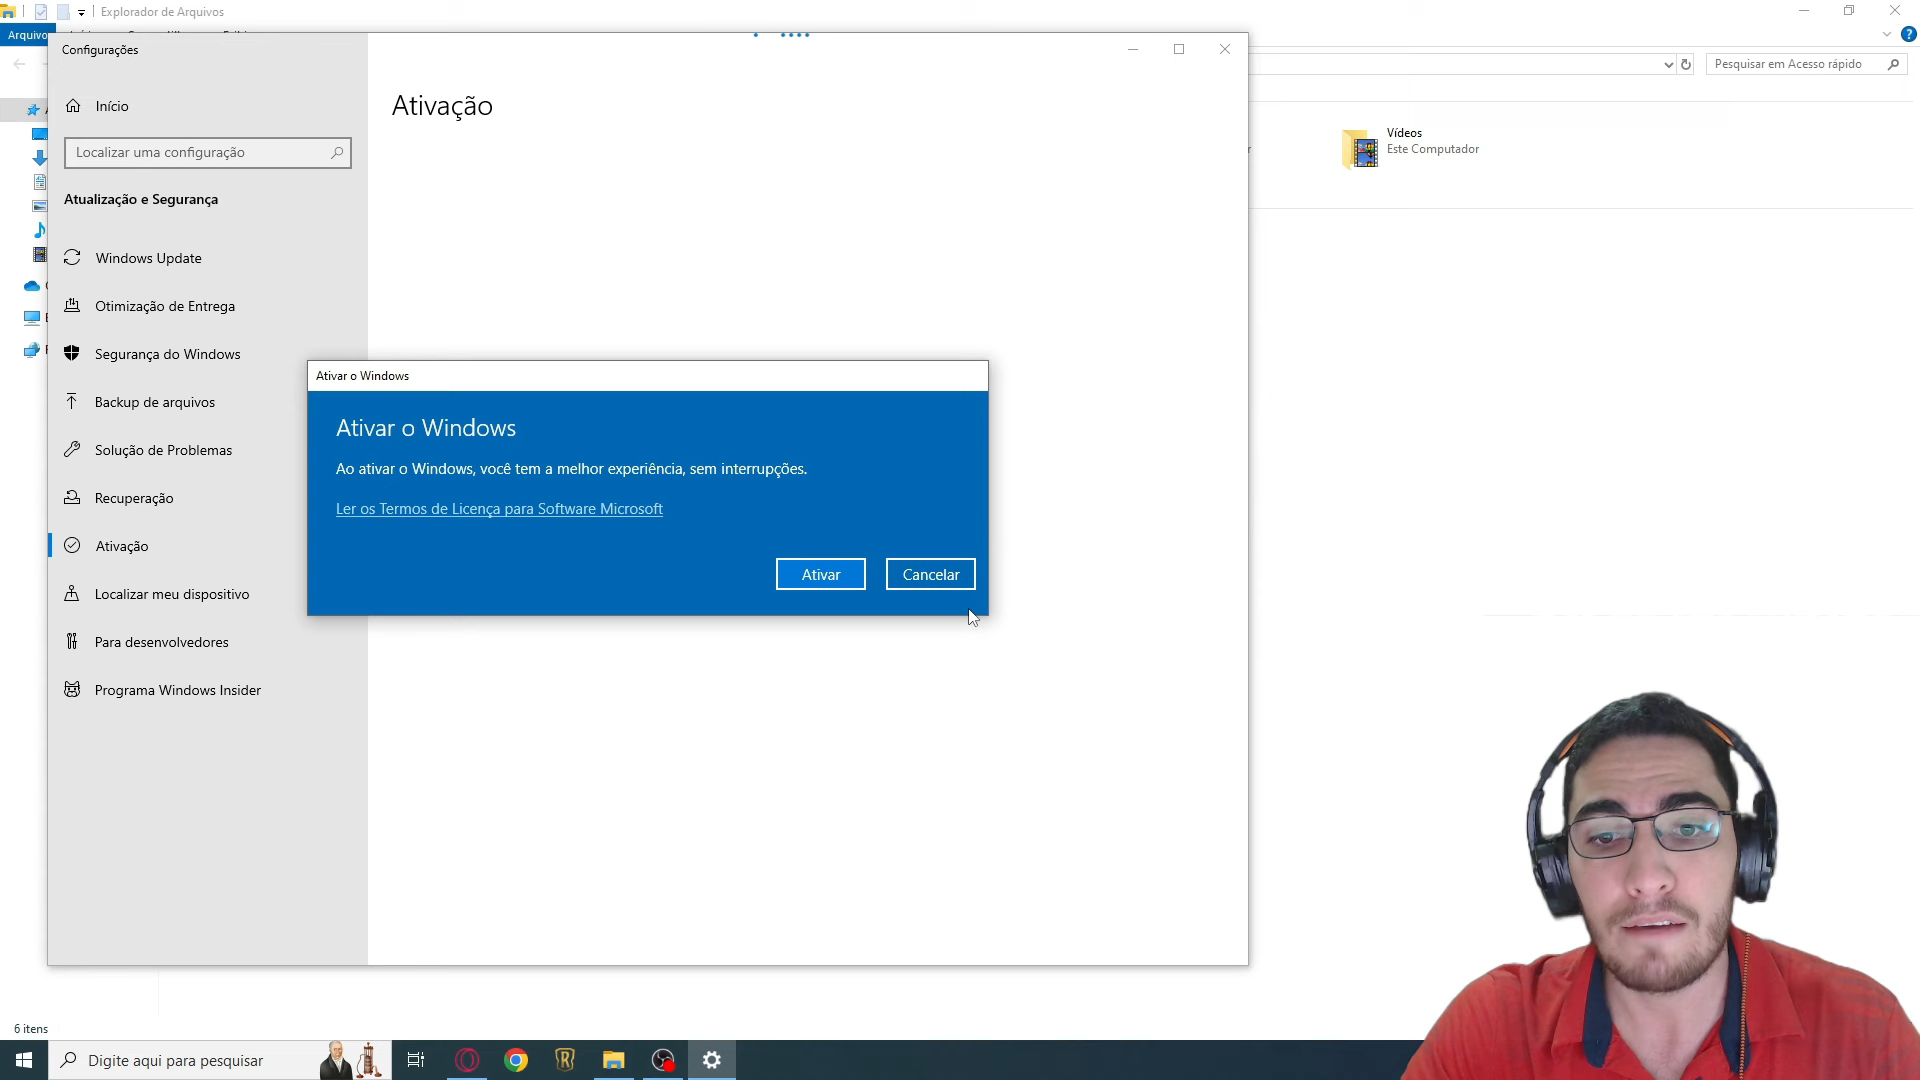 Explorador de Arquivos
Arquivo
Configurações
Pesquisar em Acesso rápido
Início
Ativação
Vídeos
Este Computador
Localizar uma configuração
Atualização e Segurança
Windows Update
Otimização de Entrega
Segurança do Windows
Backup de arquivos
Solução de Problemas
Recuperação
Ativação
Localizar meu dispositivo
Para desenvolvedores
Programa Windows Insider
Ativar o Windows
Ativar o Windows
Ao ativar o Windows, você tem a melhor experiência, sem interrupções.
Ler os Termos de Licença para Software Microsoft
Ativar
Cancelar
6 itens
Digite aqui para pesquisar